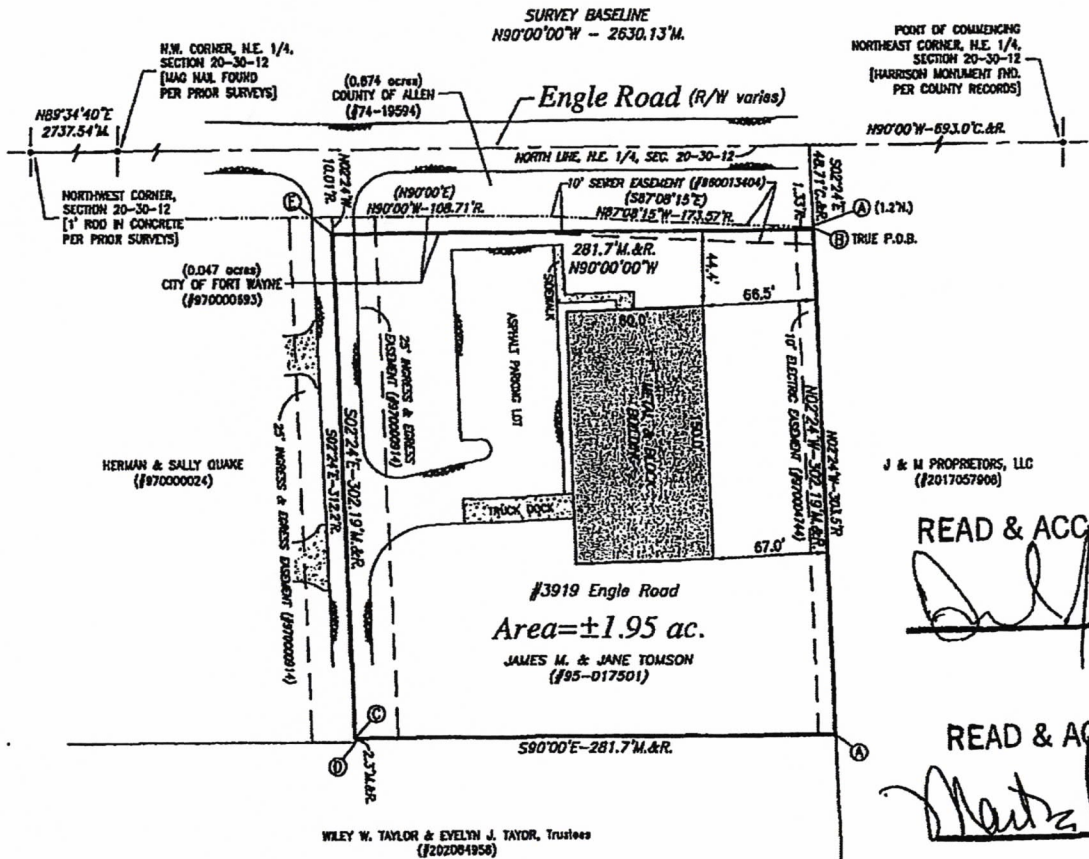 SURVEY BASELINE
N90°00'00"W - 2630.13'M.
N.W. CORNER, N.E. 1/4,
SECTION 20-30-12
[MAG NAIL FOUND
PER PRIOR SURVEYS]
POINT OF COMMENCING
NORTHEAST CORNER, N.E. 1/4,
SECTION 20-30-12
[HARRISON MONUMENT FND.
PER COUNTY RECORDS]
(0.674 acres)
COUNTY OF ALLEN
(#74-19594)
Engle Road (R/W varies)
N89°34'40"E
2737.54'M.
N90°00'W-693.0'C.&R.
NORTH LINE, N.E. 1/4, SEC. 20-30-12
NORTHWEST CORNER,
SECTION 20-30-12
[1" ROD IN CONCRETE
PER PRIOR SURVEYS]
N02°24'W
10.01'R.
(N90°00'E)
N90°00'W-108.71'R.
10' SEWER EASEMENT (#960013404)
(S87°08'15"E)
N87°08'15"W-173.57'R.
S02°24'E
48.71'C.&R.
1.33'R.
E
A (1.2'N.)
B TRUE P.O.B.
(0.047 acres)
CITY OF FORT WAYNE
(#970000693)
281.7'M.&R.
N90°00'00"W
44.4'
66.5'
SIDEWALK
80.0'
ASPHALT PARKING LOT
1 METAL & BLOCK
BUILDING
25' INGRESS & EGRESS
EASEMENT (#970000914)
10' ELECTRIC EASEMENT (#970004744)
N02°24'W-302.19'M.&R.
N02°24'W-303.5'R
S02°24'E-312.2'R.
S02°24'E-302.19'M.&R.
25' INGRESS & EGRESS EASEMENT (#970000914)
HERMAN & SALLY QUAKE
(#970000024)
J & M PROPRIETORS, LLC
(#2017057908)
READ & ACC
TRUCK DOCK
67.0'
#3919 Engle Road
Area=±1.95 ac.
JAMES M. & JANE TOMSON
(#95-017501)
READ & AC
C
D
2.3'M.&R.
S90°00'E-281.7'M.&R.
A
WILEY W. TAYLOR & EVELYN J. TAYOR, Trustees
(#202064958)